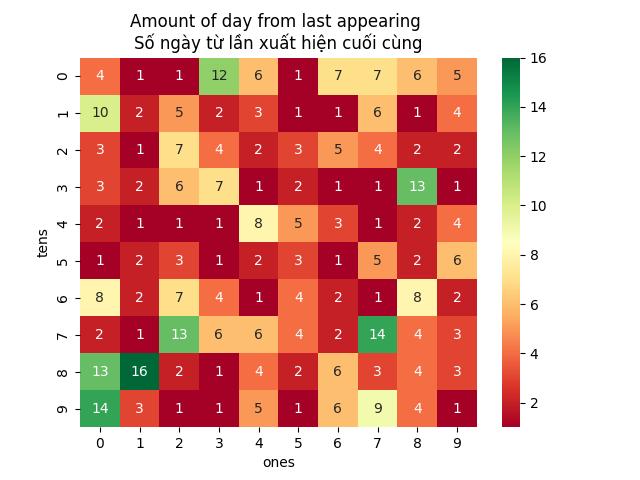 Amount of day from last appearing
Số ngày từ lần xuất hiện cuối cùng
0 4 1 1 12 6 1 7 7 6 5
1 10 2 5 2 3 1 1 6 1 4
2 3 1 7 4 2 3 5 4 2 2
3 3 2 6 7 1 2 1 1 13 1
4 2 1 1 1 8 5 3 1 2 4
5 1 2 3 1 2 3 1 5 2 6
6 8 2 7 4 1 4 2 1 8 2
7 2 1 13 6 6 4 2 14 4 3
8 13 16 2 1 4 2 6 3 4 3
9 14 3 1 1 5 1 6 9 4 1
0 1 2 3 4 5 6 7 8 9
ones
tens
16
14
12
10
8
6
4
2